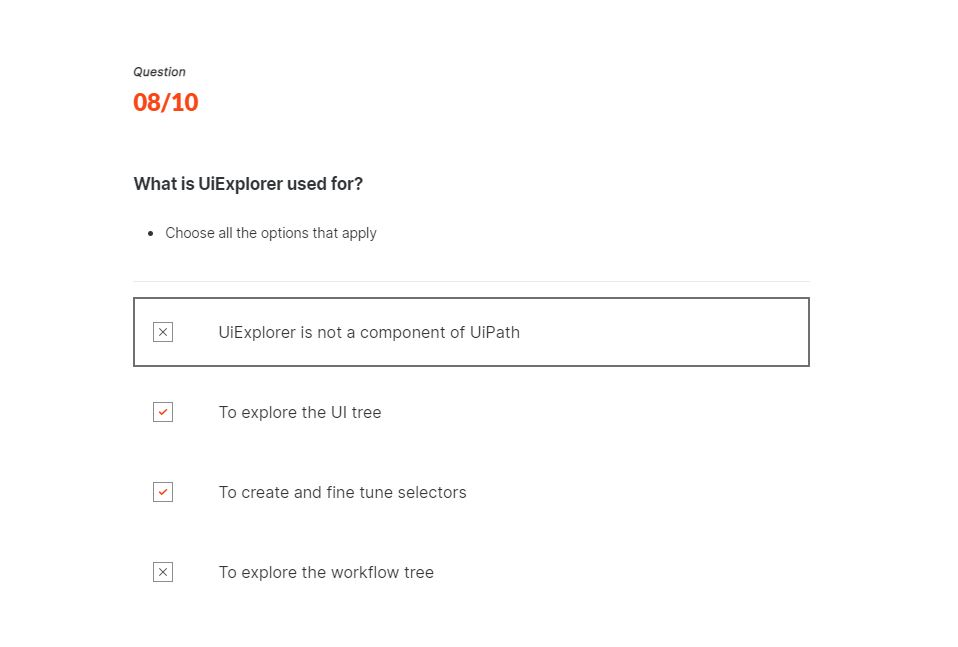 Question
08/10
What is UiExplorer used for?
• Choose all the options that apply
UiExplorer is not a component of UiPath
To explore the UI tree
To create and fine tune selectors
To explore the workflow tree